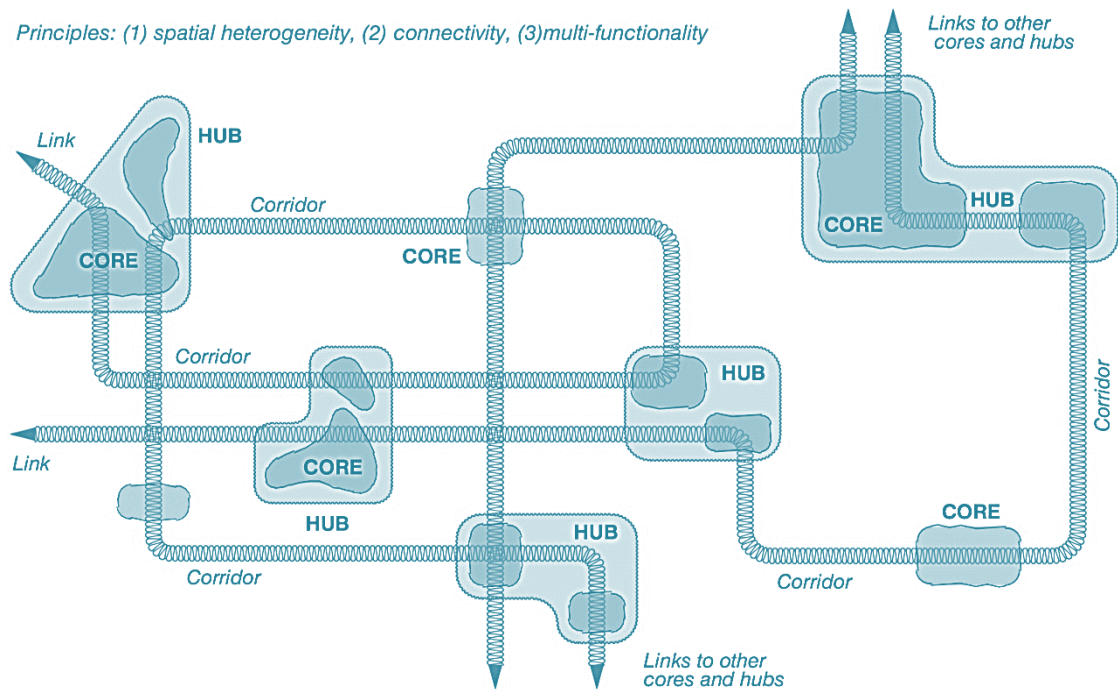 Principles: (1) spatial heterogeneity, (2) connectivity, (3)multi-functionality
Links to other
cores and hubs
Link
HUB
Corridor
CORE
HUB
CORE
CORE
CORE
Corridor
HUB
Corridor
Link
CORE
HUB
CORE
HUB
Corridor
Corridor
Links to other
cores and hubs